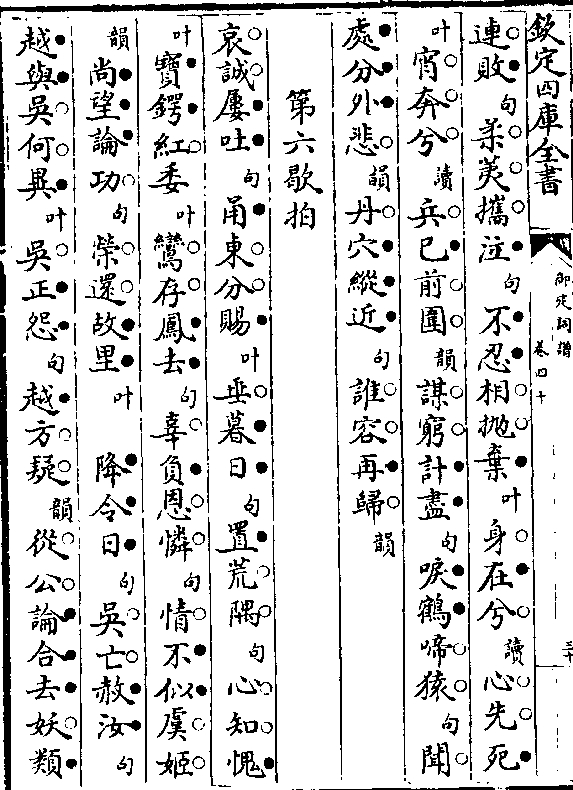 欽定四庫全書
御定詞譜
卷四十
三十
連敗句柔荑攜泣句不忍相抛棄叶身在兮讀心先死
叶宵奔兮讀兵已前圍韻謀窮計盡句唳鶴啼猿句聞
處分外悲韻丹穴縱近句誰容再歸韻
第六歇拍
哀誠屢吐句甬東分賜叶垂暮日句置荒隅句心知愧
叶寶鍔紅委叶鸞存鳳去句辜負恩憐句情不似虞姬
韻尚望論功句榮還故里叶降令日句吳亡赦汝句
越與吳何異叶吳正怨句越方疑韻從公論合去妖類